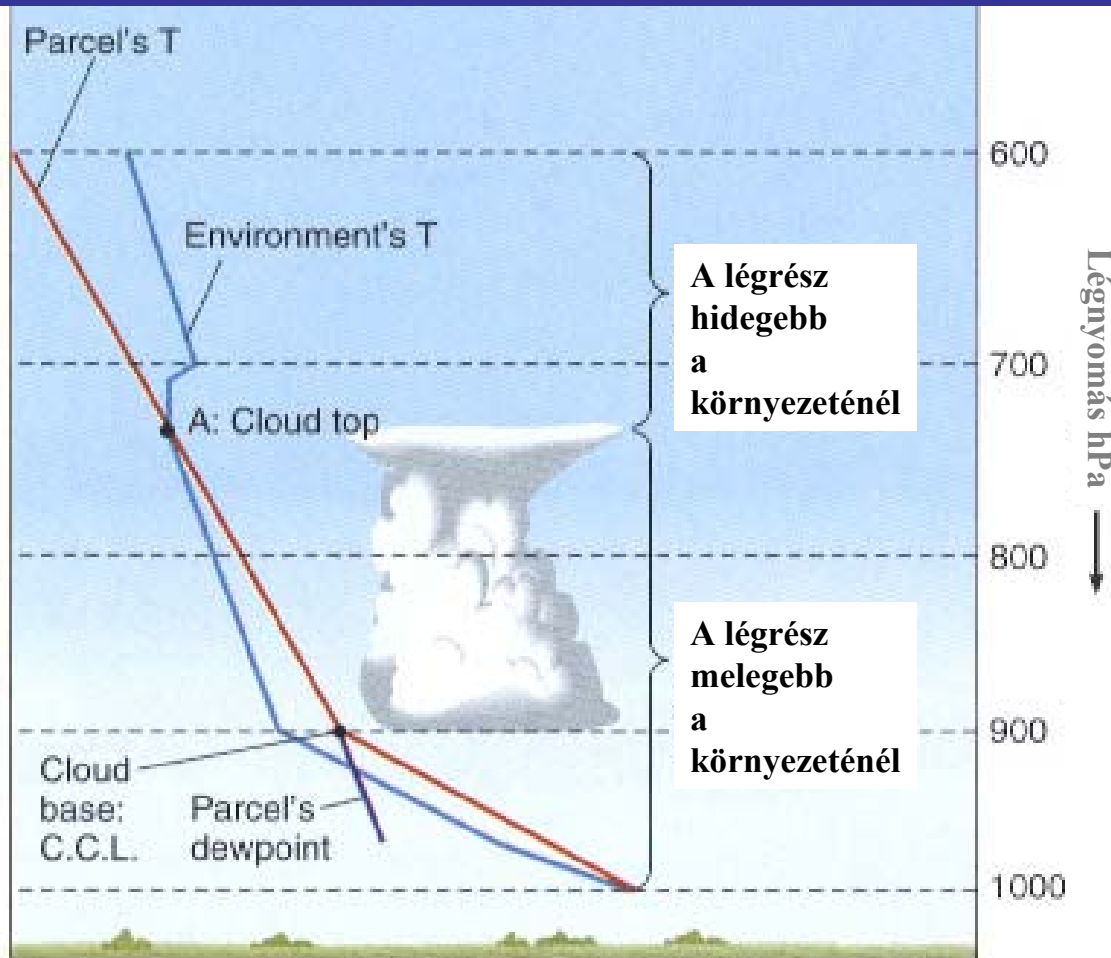 Parcel's T
600
Environment's T
A légrész
hidegebb
a
környezeténél
Légnyomás hPa
700
A: Cloud top
800
A légrész
melegebb
a
környezeténél
900
Cloud
base:
C.C.L.
Parcel's
dewpoint
1000